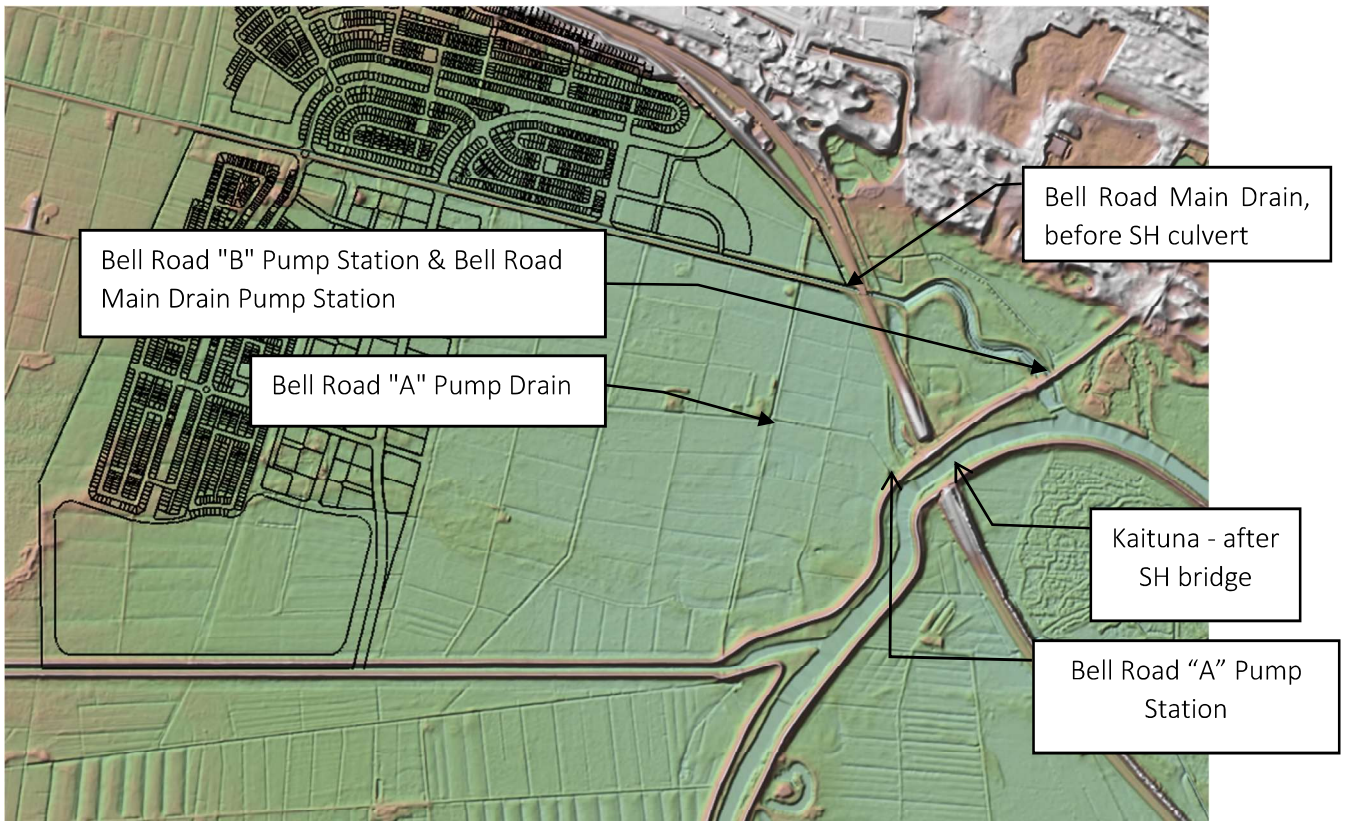 Bell Road Main Drain,
before SH culvert
Bell Road "B" Pump Station & Bell Road
Main Drain Pump Station
Bell Road "A" Pump Drain
Kaituna - after
SH bridge
Bell Road “A” Pump
Station